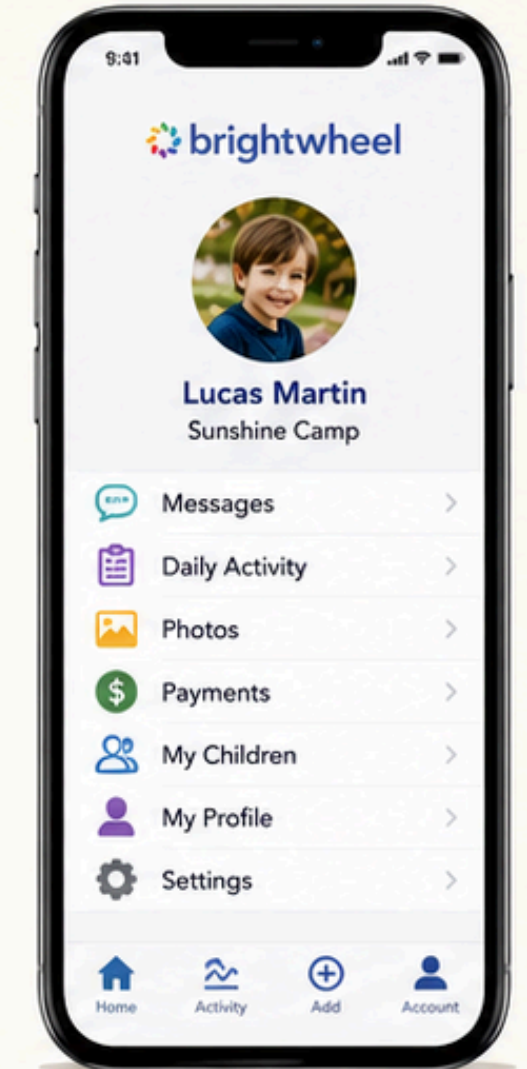 9:41
brightwheel
Lucas Martin
Sunshine Camp
Messages
Daily Activity
Photos
$
Payments
My Children
My Profile
Settings
Home Activity Add Account